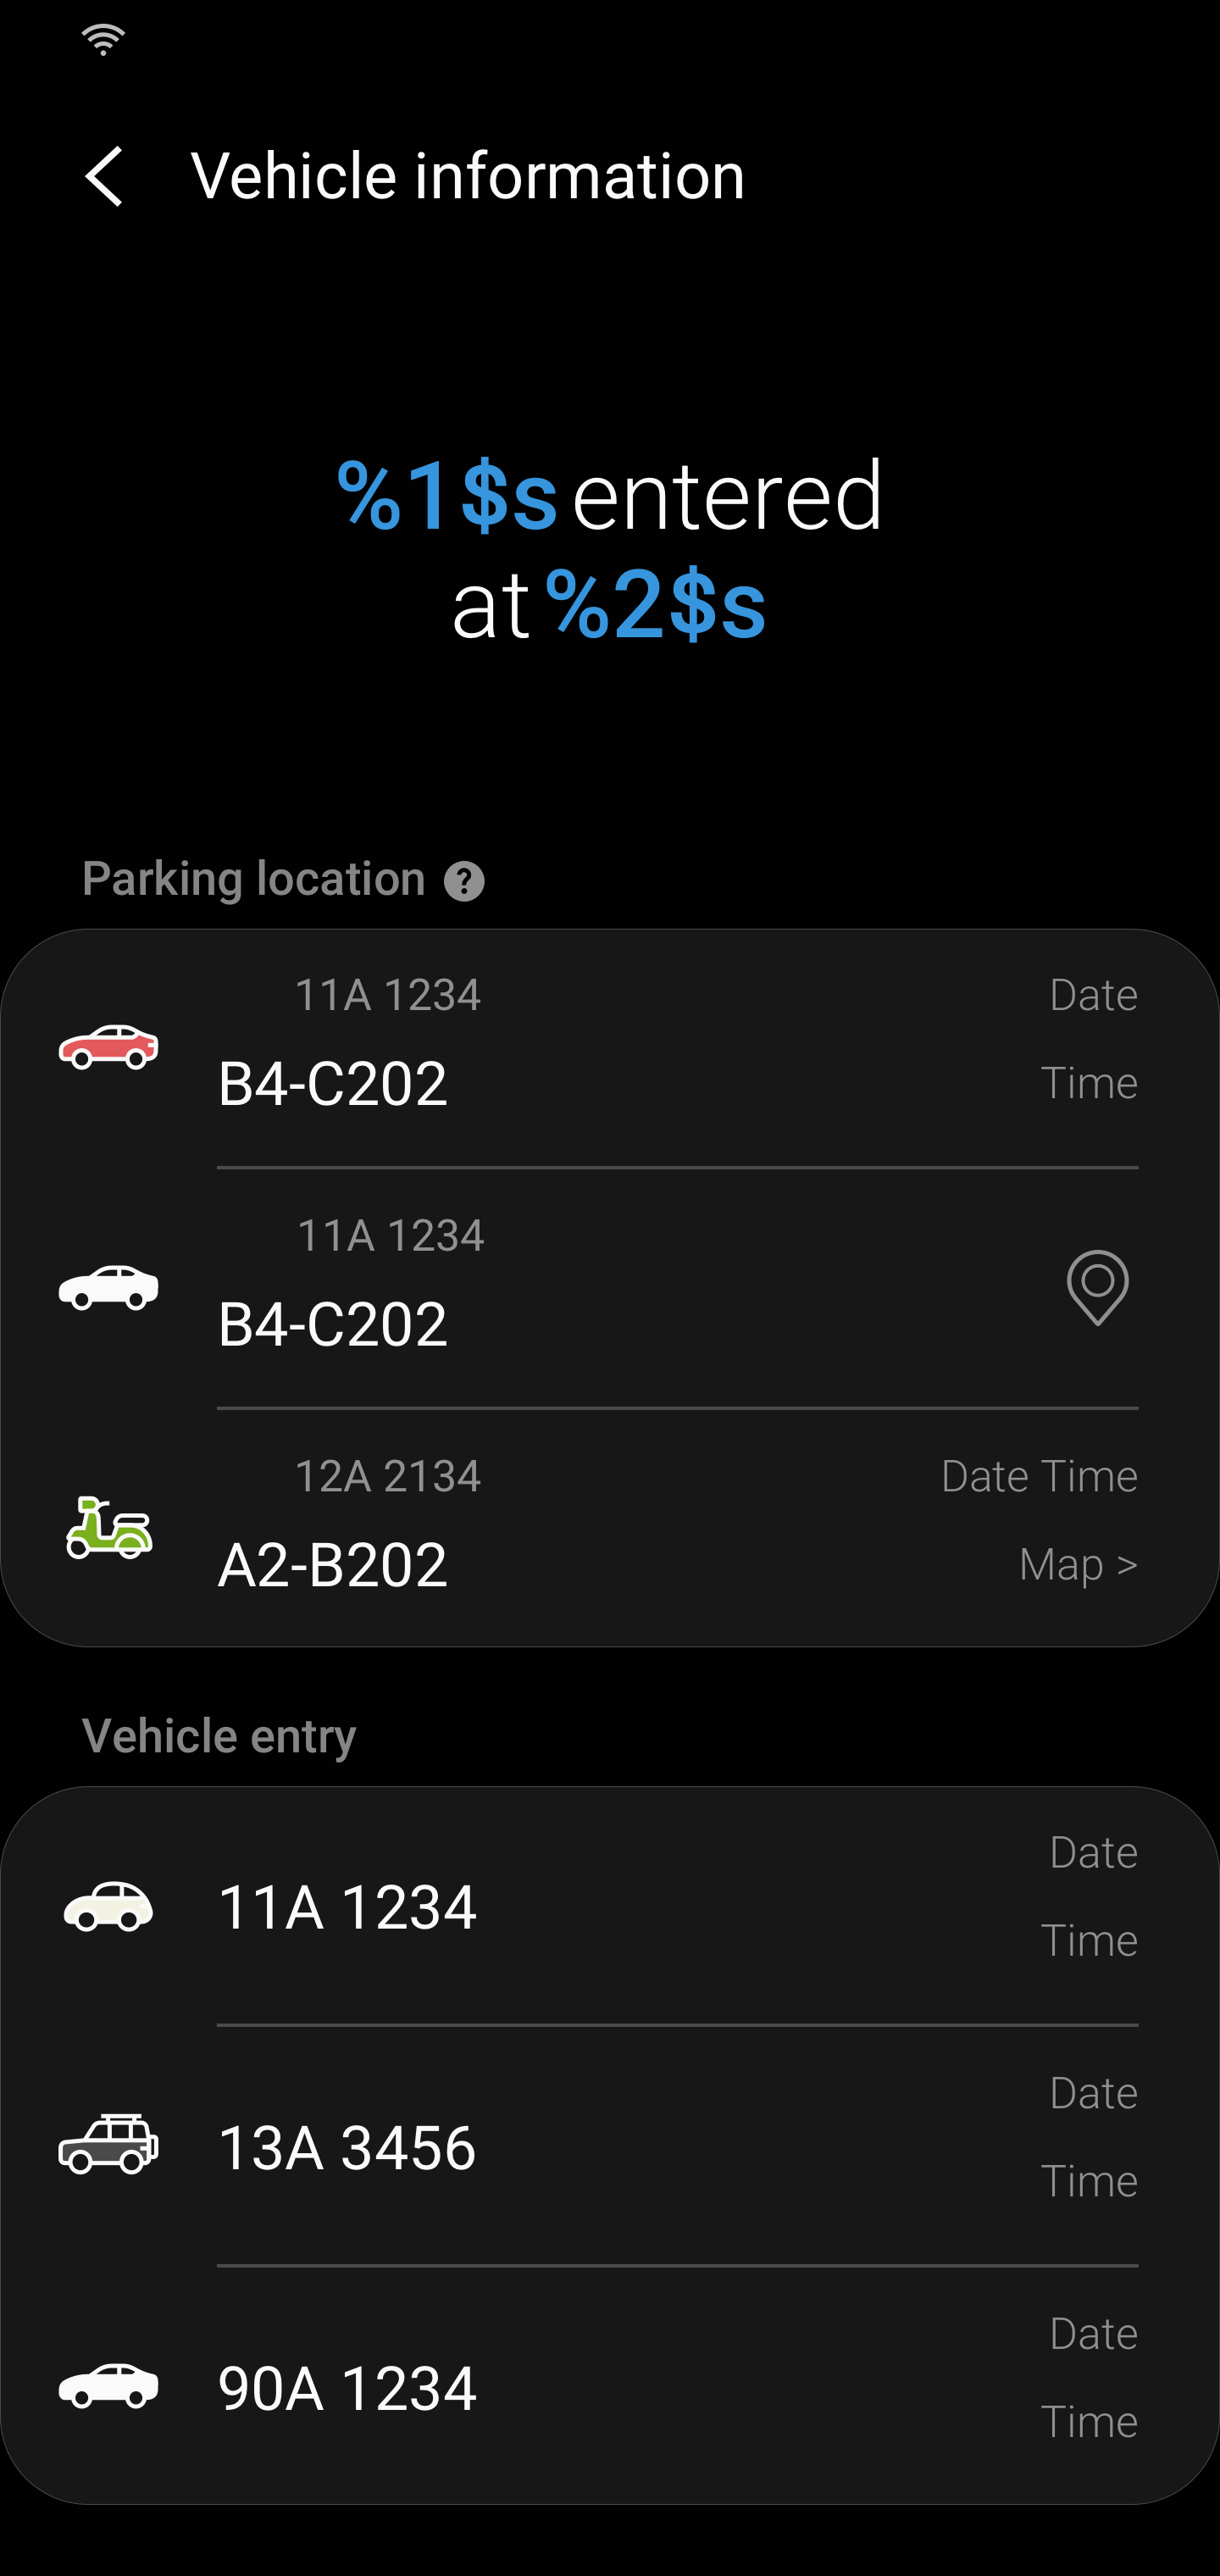 Vehicle information
%1$s entered
at %2$s
Parking location ?
11A 1234
Date
B4-C202
Time
11A 1234
B4-C202
12A 2134
Date Time
A2-B202
Map >
Vehicle entry
Date
11A 1234
Time
Date
13A 3456
Time
Date
90A 1234
Time